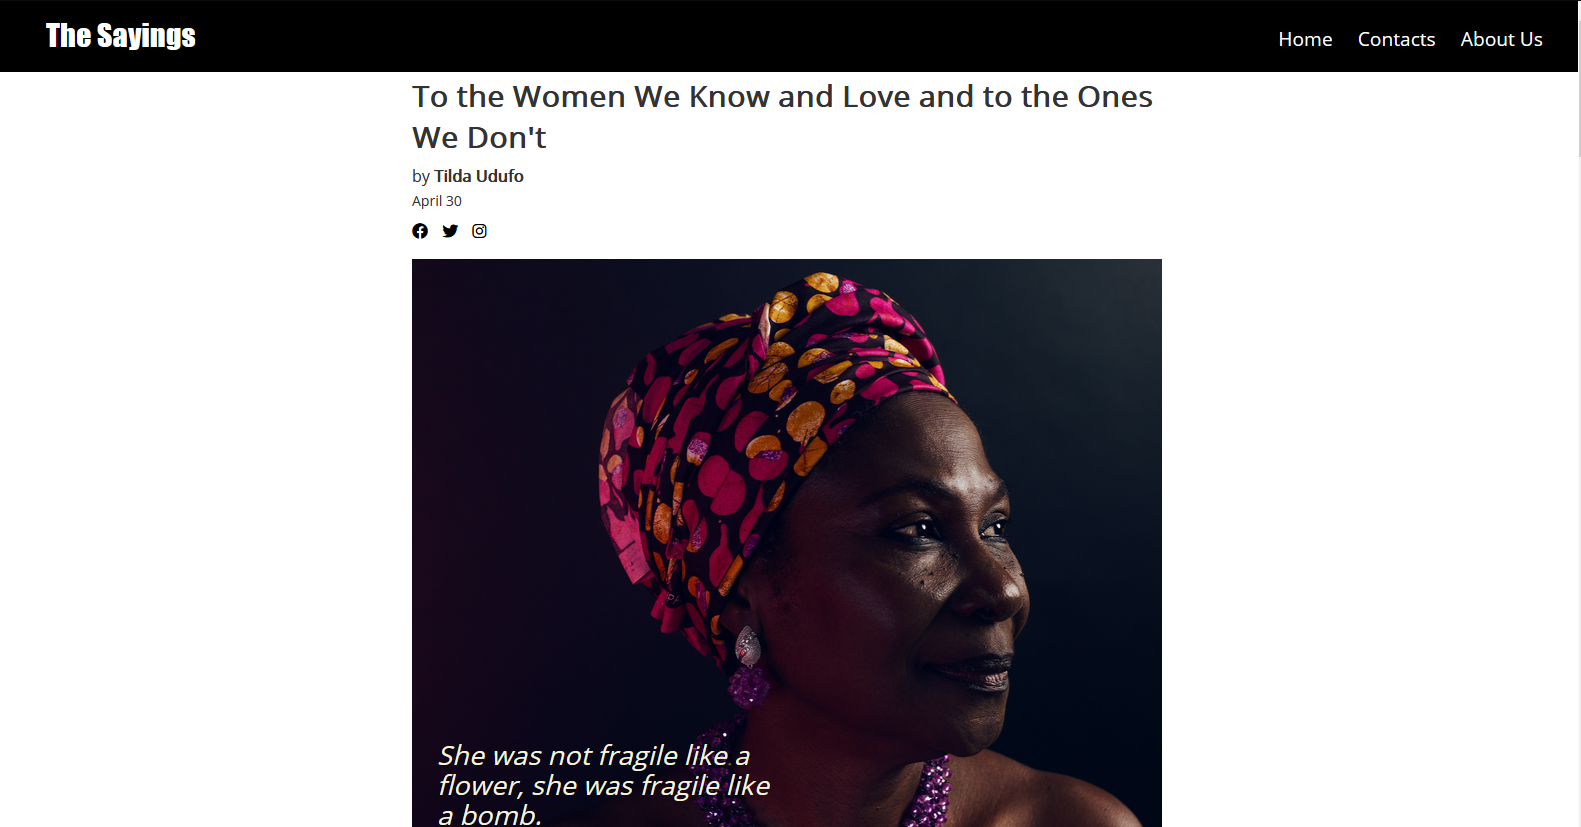 The Sayings
Home Contacts About Us
To the Women We Know and Love and to the Ones
We Don't
by Tilda Udufo
April 30
She was not fragile like a
flower, she was fragile like
a bomb.